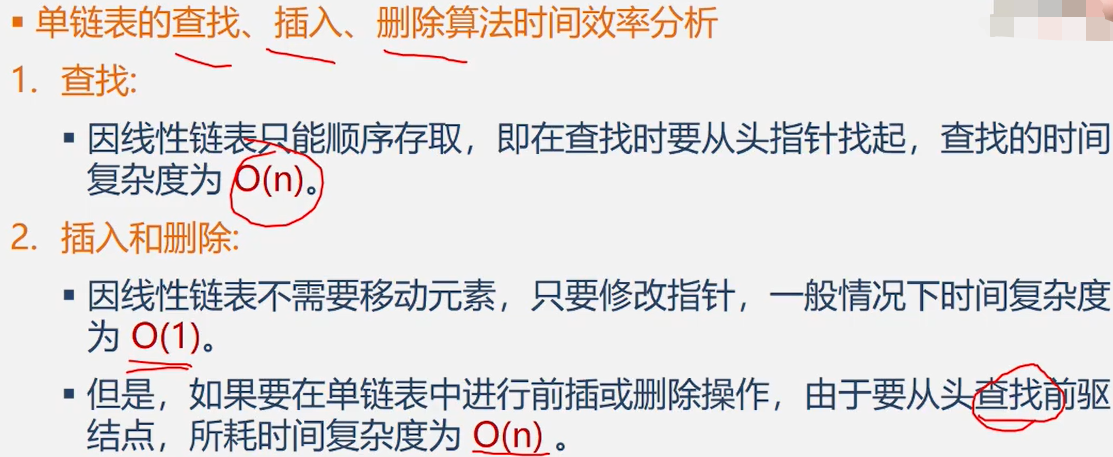 ▪ 单链表的查找、插入、删除算法时间效率分析
1. 查找:
▪ 因线性链表只能顺序存取，即在查找时要从头指针找起，查找的时间
复杂度为 O(n)。
2. 插入和删除:
▪ 因线性链表不需要移动元素，只要修改指针，一般情况下时间复杂度
为 O(1)。
▪ 但是，如果要在单链表中进行前插或删除操作，由于要从头查找前驱
结点，所耗时间复杂度为 O(n) 。